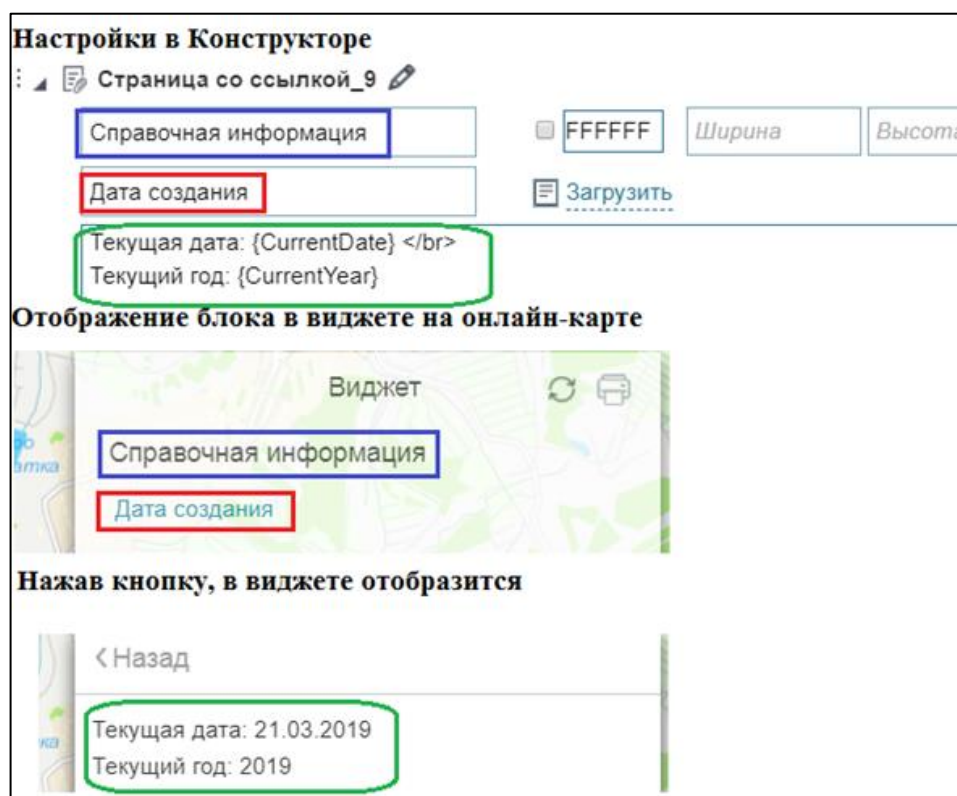 Настройки в Конструкторе
Страница со ссылкой_9
Справочная информация FFFFFF Ширина Высота
Дата создания Загрузить
Текущая дата: {CurrentDate} </br>
Текущий год: {CurrentYear}
Отображение блока в виджете на онлайн-карте
Виджет
Справочная информация
Дата создания
Нажав кнопку, в виджете отобразится
<Назад
Текущая дата: 21.03.2019
Текущий год: 2019